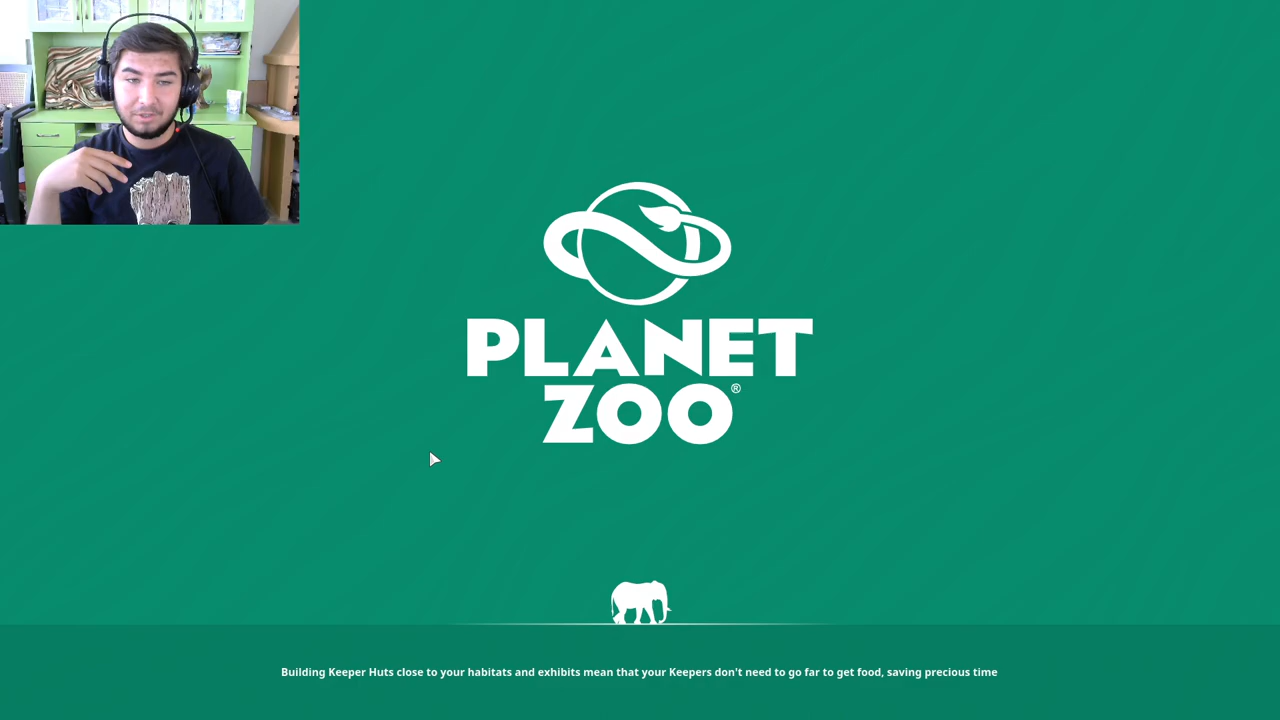 PLANET
ZOO®
Building Keeper Huts close to your habitats and exhibits mean that your Keepers don't need to go far to get food, saving precious time